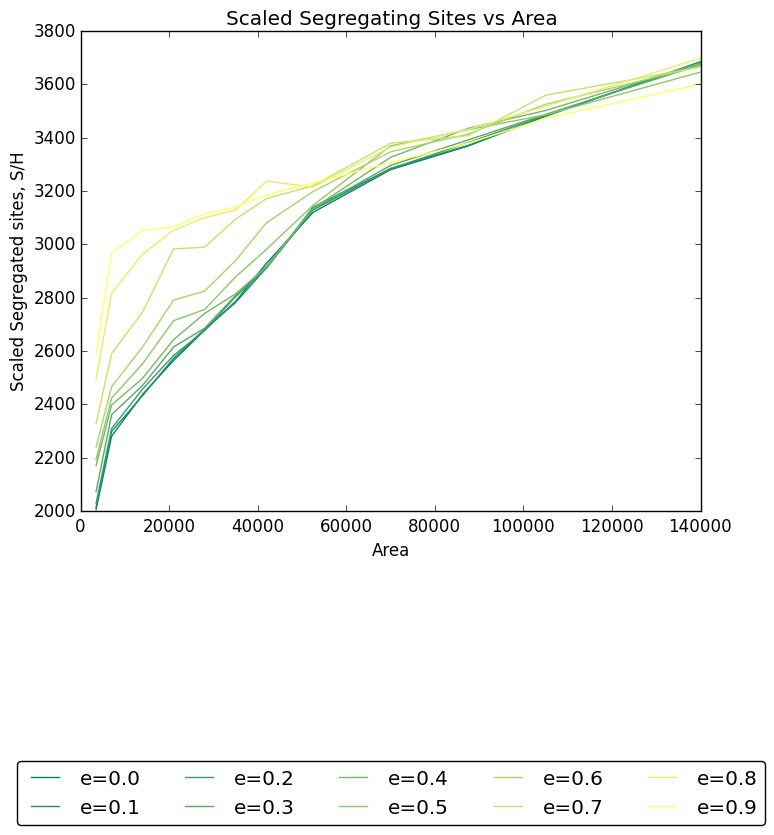 Scaled Segregating Sites vs Area
3800
3600
3400
3200
3000
2800
2600
2400
2200
2000
Scaled Segregated sites, S/H
0 20000 40000 60000 80000 100000 120000 140000
Area
e=0.0 e=0.2 e=0.4 e=0.6 e=0.8
e=0.1 e=0.3 e=0.5 e=0.7 e=0.9